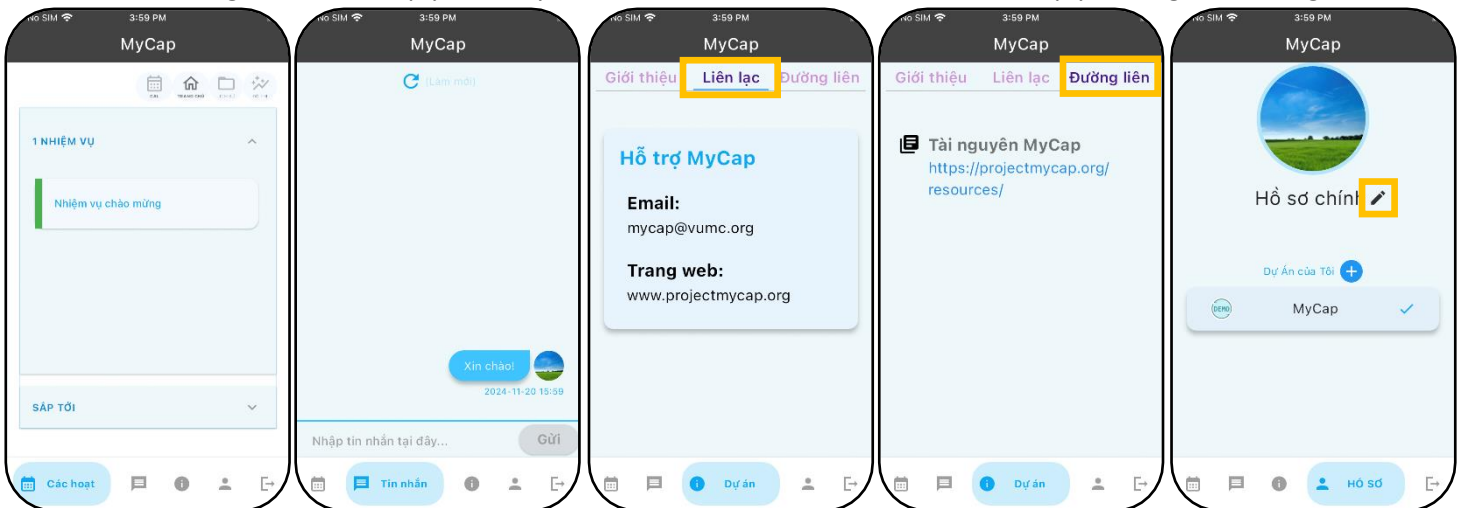 No SIM 3:59 PM
MyCap
TRANG CHỦ
1 NHIỆM VỤ
Nhiệm vụ chào mừng
SẮP TỚI
Các hoạt
No SIM 3:59 PM
MyCap
[Làm mới]
Xin chào!
2024-11-20 15:59
Nhập tin nhắn tại đây...
Gửi
Tin nhắn
No SIM 3:59 PM
MyCap
Giới thiệu Liên lạc Đường liên
Hỗ trợ MyCap
Email:
mycap@vumc.org
Trang web:
www.projectmycap.org
Dự án
No SIM 3:59 PM
MyCap
Giới thiệu Liên lạc Đường liên
Tài nguyên MyCap
https://projectmycap.org/
resources/
Dự án
No SIM 3:59 PM
MyCap
Hồ sơ chính
Dự Án của Tôi
DEMO MyCap
HỒ SƠ